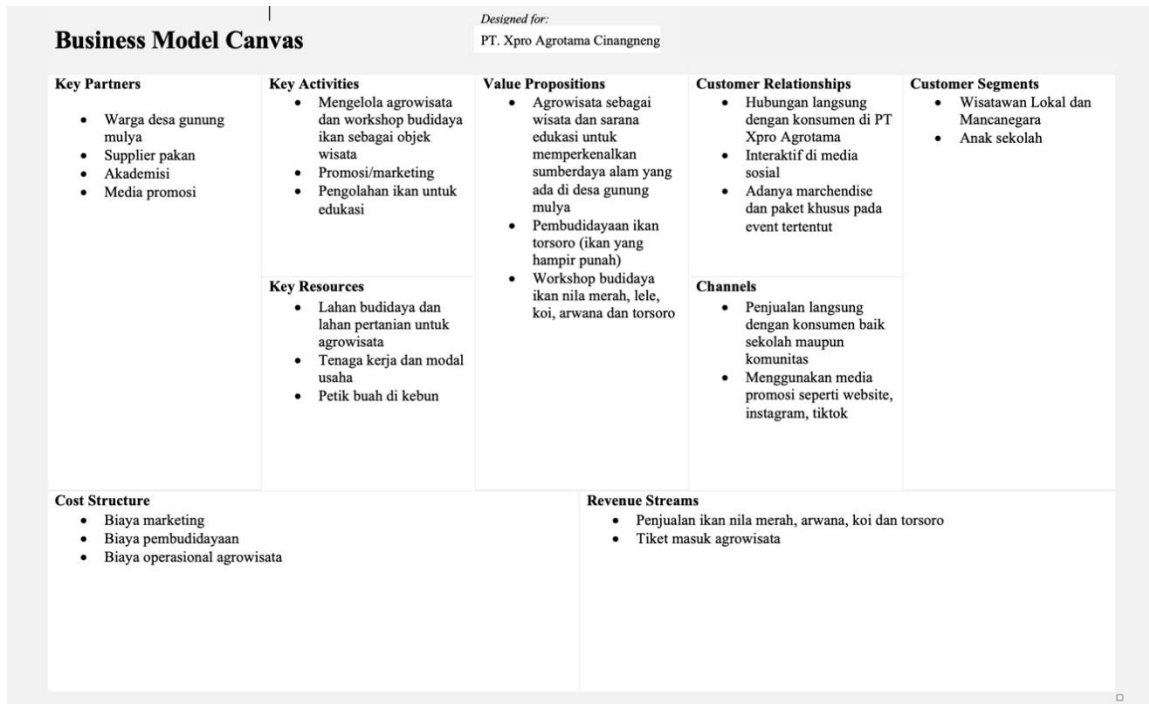 Designed for:
Business Model Canvas
PT. Xpro Agrotama Cinangneng
Key Partners
• Warga desa gunung
mulya
• Supplier pakan
• Akademisi
• Media promosi
Key Activities
• Mengelola agrowisata
dan workshop budidaya
ikan sebagai objek
wisata
• Promosi/marketing
• Pengolahan ikan untuk
edukasi
Key Resources
• Lahan budidaya dan
lahan pertanian untuk
agrowisata
• Tenaga kerja dan modal
usaha
• Petik buah di kebun
Value Propositions
• Agrowisata sebagai
wisata dan sarana
edukasi untuk
memperkenalkan
sumberdaya alam yang
ada di desa gunung
mulya
• Pembudidayaan ikan
torsoro (ikan yang
hampir punah)
• Workshop budidaya
ikan nila merah, lele,
koi, arwana dan torsoro
Customer Relationships
• Hubungan langsung
dengan konsumen di PT
Xpro Agrotama
• Interaktif di media
sosial
• Adanya marchendise
dan paket khusus pada
event tertentut
Channels
• Penjualan langsung
dengan konsumen baik
sekolah maupun
komunitas
• Menggunakan media
promosi seperti website,
instagram, tiktok
Customer Segments
• Wisatawan Lokal dan
Mancanegara
• Anak sekolah
Cost Structure
• Biaya marketing
• Biaya pembudidayaan
• Biaya operasional agrowisata
Revenue Streams
• Penjualan ikan nila merah, arwana, koi dan torsoro
• Tiket masuk agrowisata